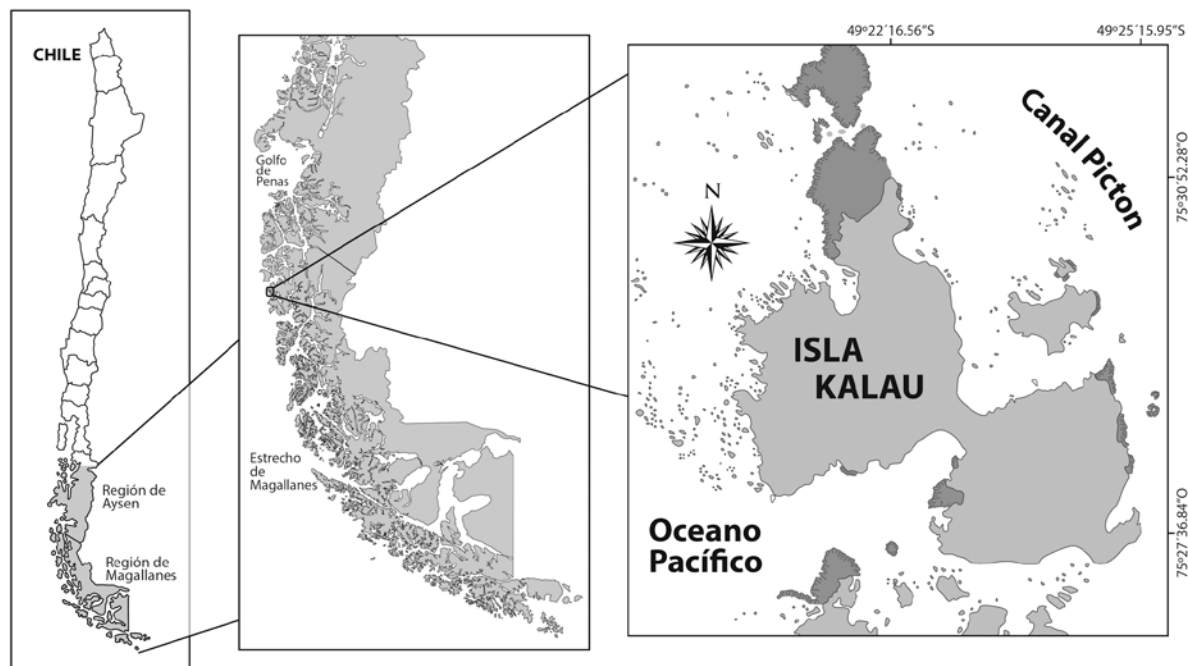 CHILE
Región de
Aysen
Región de
Magallanes
Golfo
de
Penas
Estrecho
de
Magallanes
49º22´16.56"S
49º25´15.95"S
Canal Picton
75º30´52.28"O
N
ISLA
KALAU
Oceano
Pacífico
75º27´36.84"O